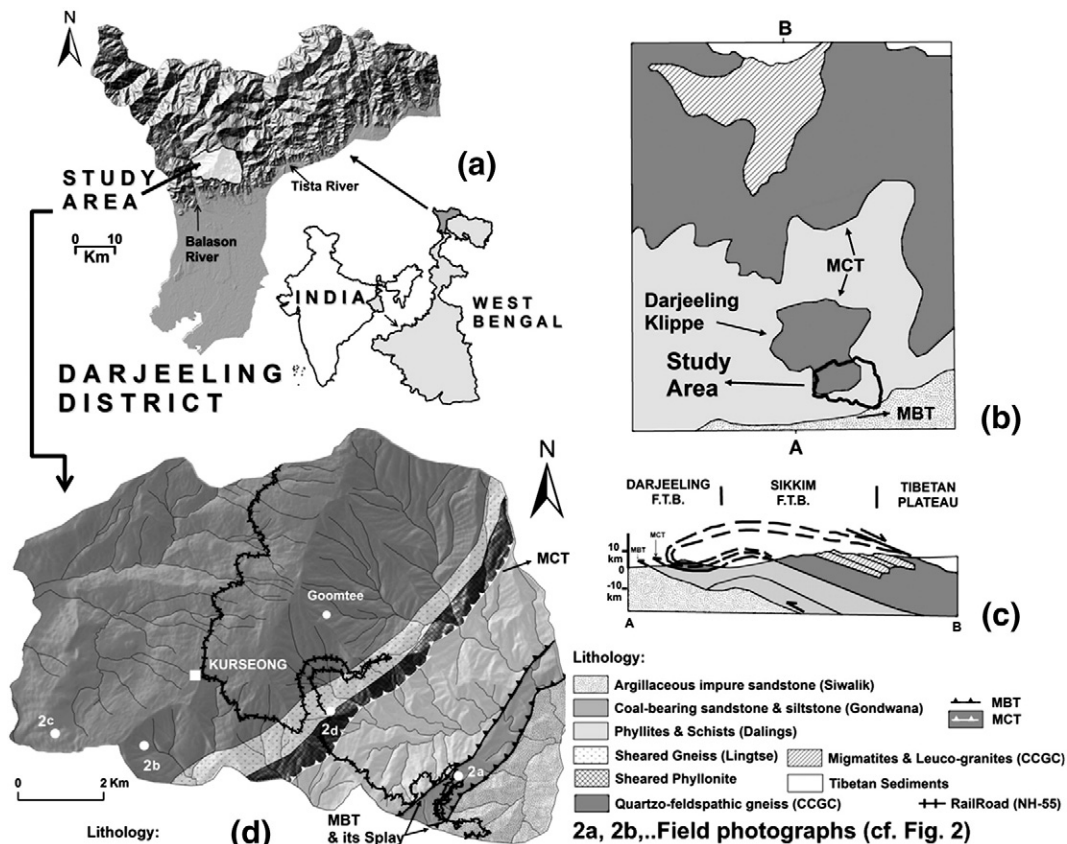 N
(a)
STUDY
AREA
Tista River
Balason
River
0 10
Km
INDIA
WEST
BENGAL
DARJEELING
DISTRICT
B
MCT
Darjeeling
Klippe
Study
Area
MBT
A
(b)
DARJEELING
F.T.B.
SIKKIM
F.T.B.
TIBETAN
PLATEAU
MBT
MCT
10
km
0
-10
km
A
B
(c)
N
MCT
Goomtee
KURSEONG
2c
2b
2d
2a
0 2 Km
MBT
& its Splay
Lithology:
(d)
Lithology:
Argillaceous impure sandstone (Siwalik)
Coal-bearing sandstone & siltstone (Gondwana)
Phyllites & Schists (Dalings)
Sheared Gneiss (Lingtse)
Sheared Phyllonite
Quartzo-feldspathic gneiss (CCGC)
MBT
MCT
Migmatites & Leuco-granites (CCGC)
Tibetan Sediments
RailRoad (NH-55)
2a, 2b,..Field photographs (cf. Fig. 2)